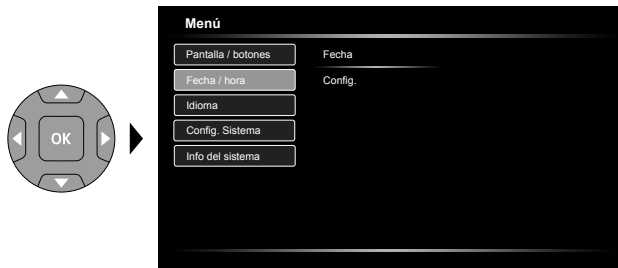 Menú
Pantalla / botones
Fecha / hora
Idioma
Config. Sistema
Info del sistema
Fecha
Config.
OK